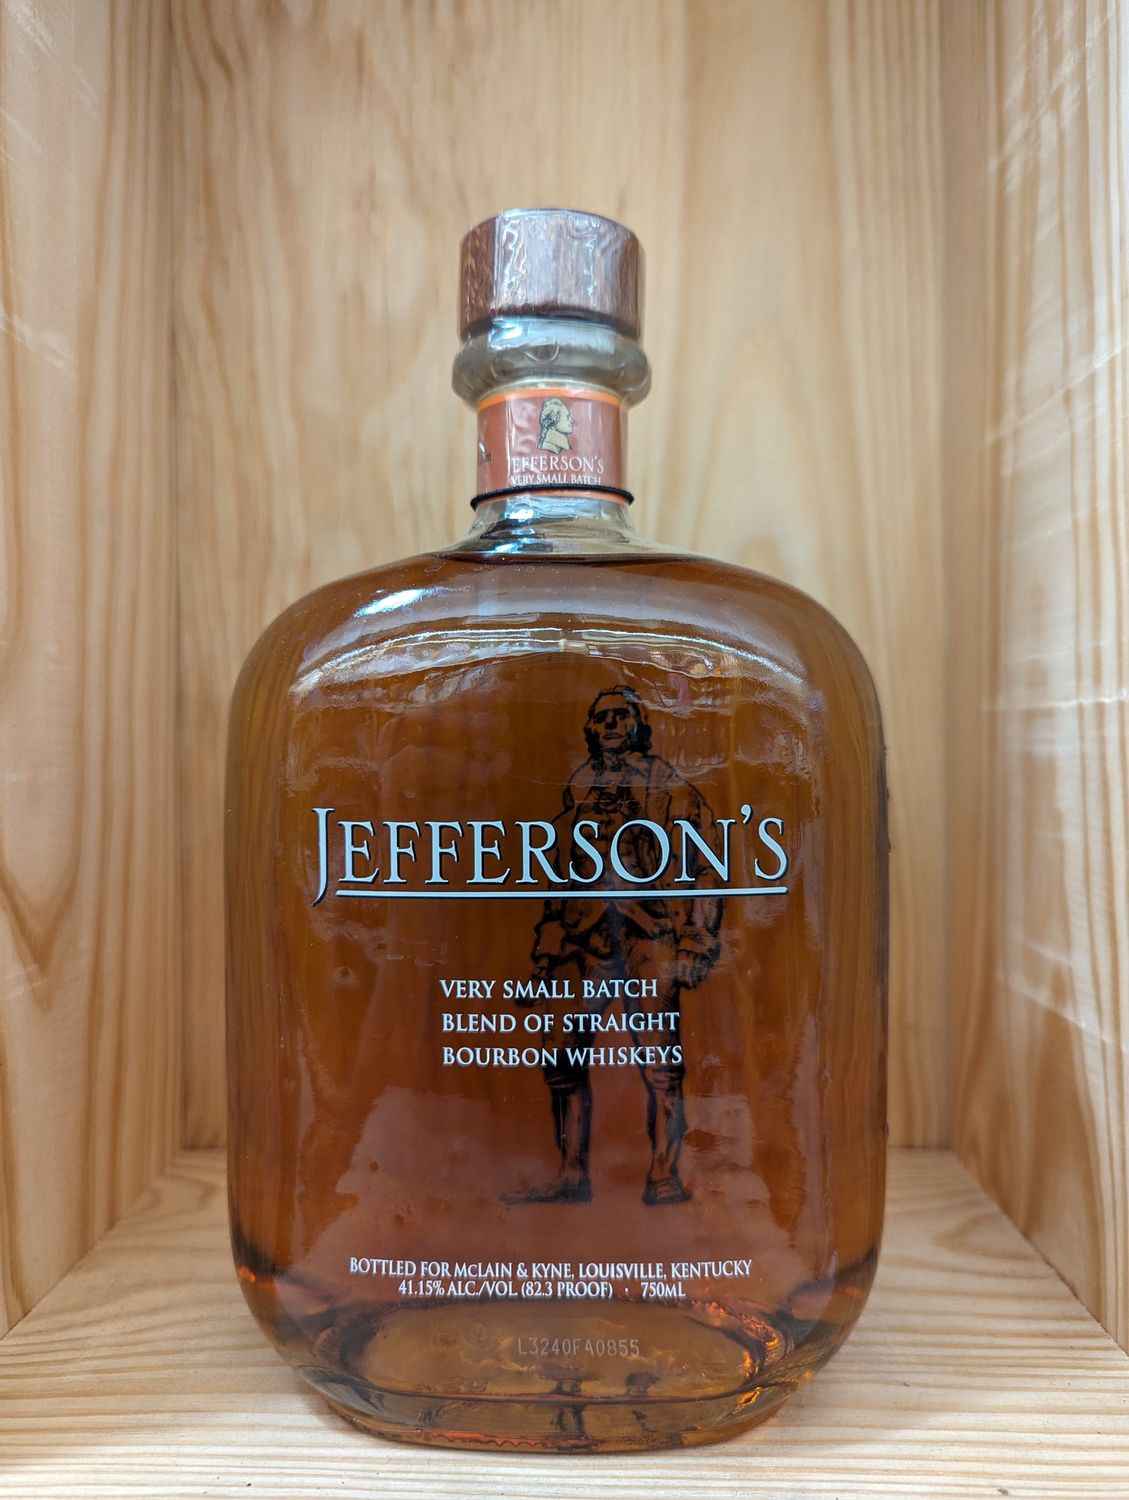 JEFFERSON'S
VERY SMALL BATCH
JEFFERSON'S
VERY SMALL BATCH
BLEND OF STRAIGHT
BOURBON WHISKEYS
BOTTLED FOR McLAIN & KYNE, LOUISVILLE, KENTUCKY
41.15% ALC./VOL (82.3 PROOF) · 750ML
L3240FA0855